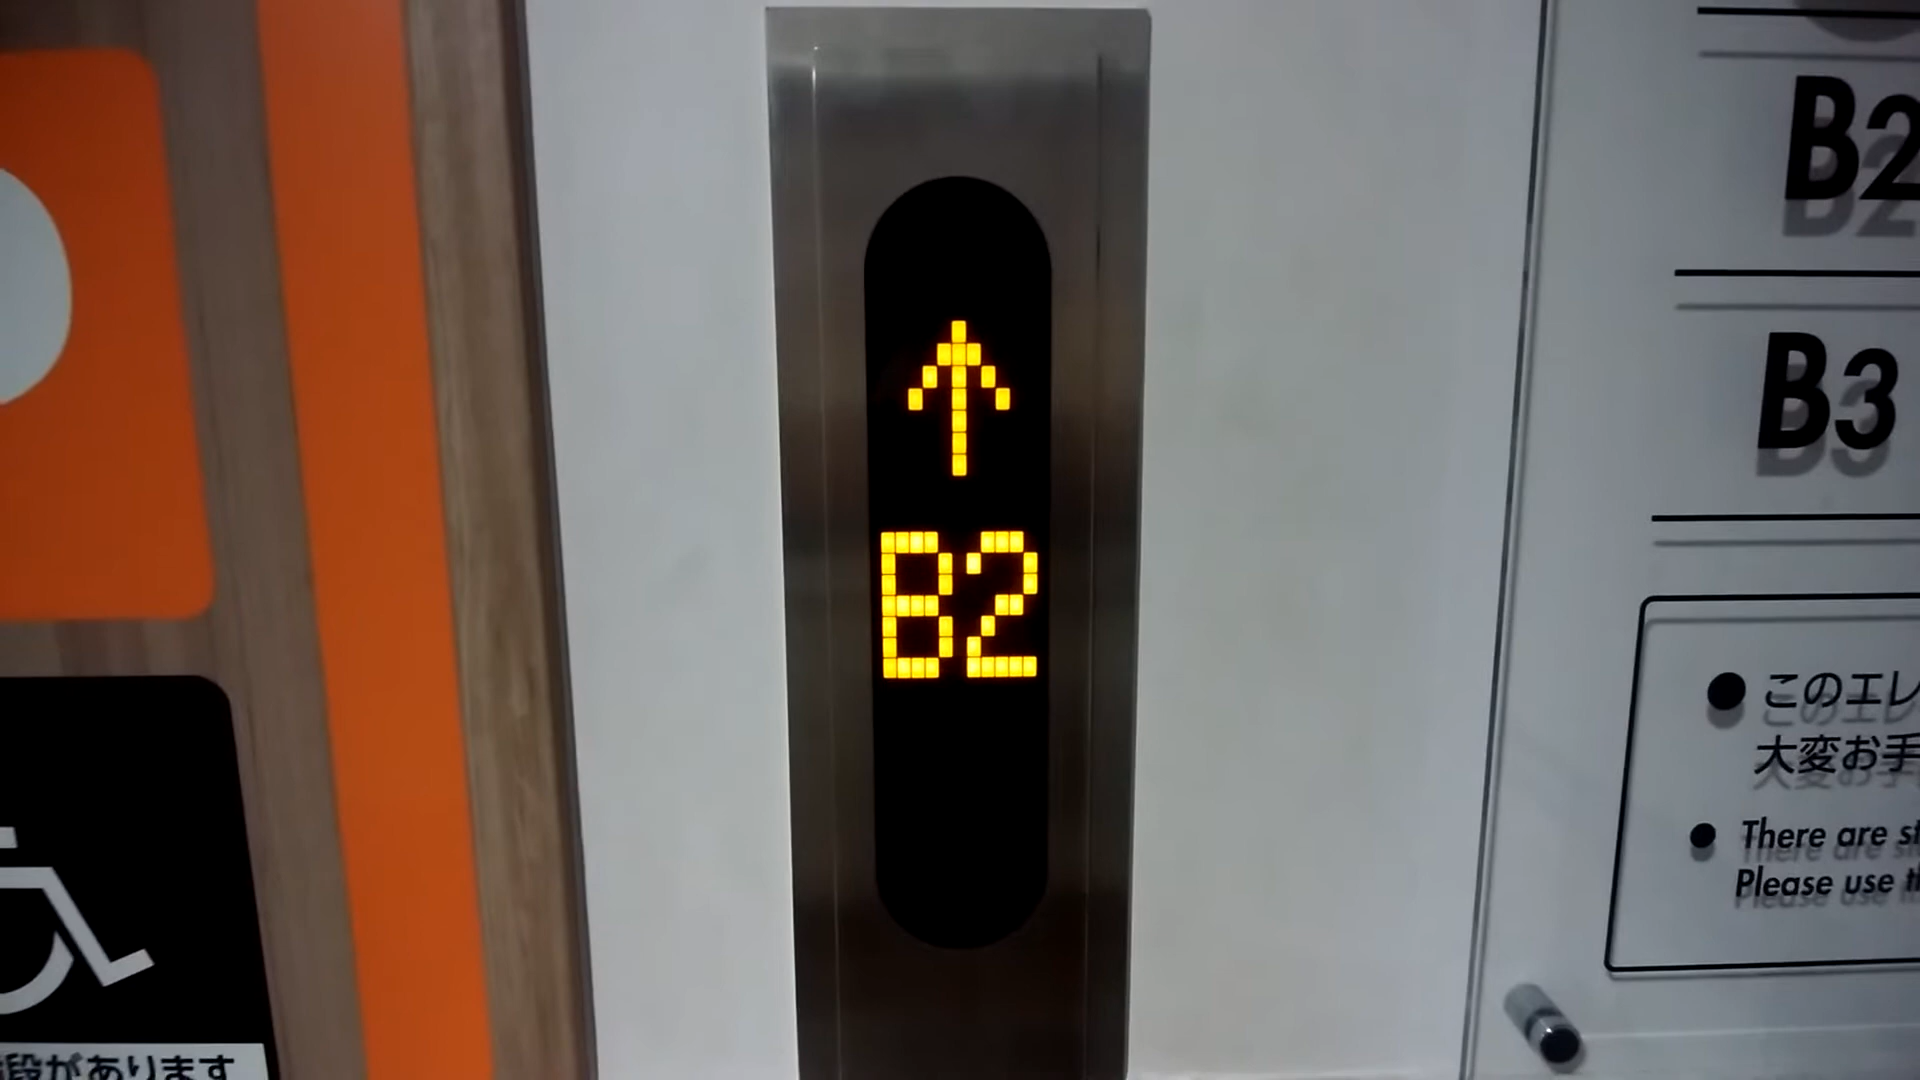 ↑
B2
B2
B3
● このエレ
大変お手
● There are s
Please use t
段があります